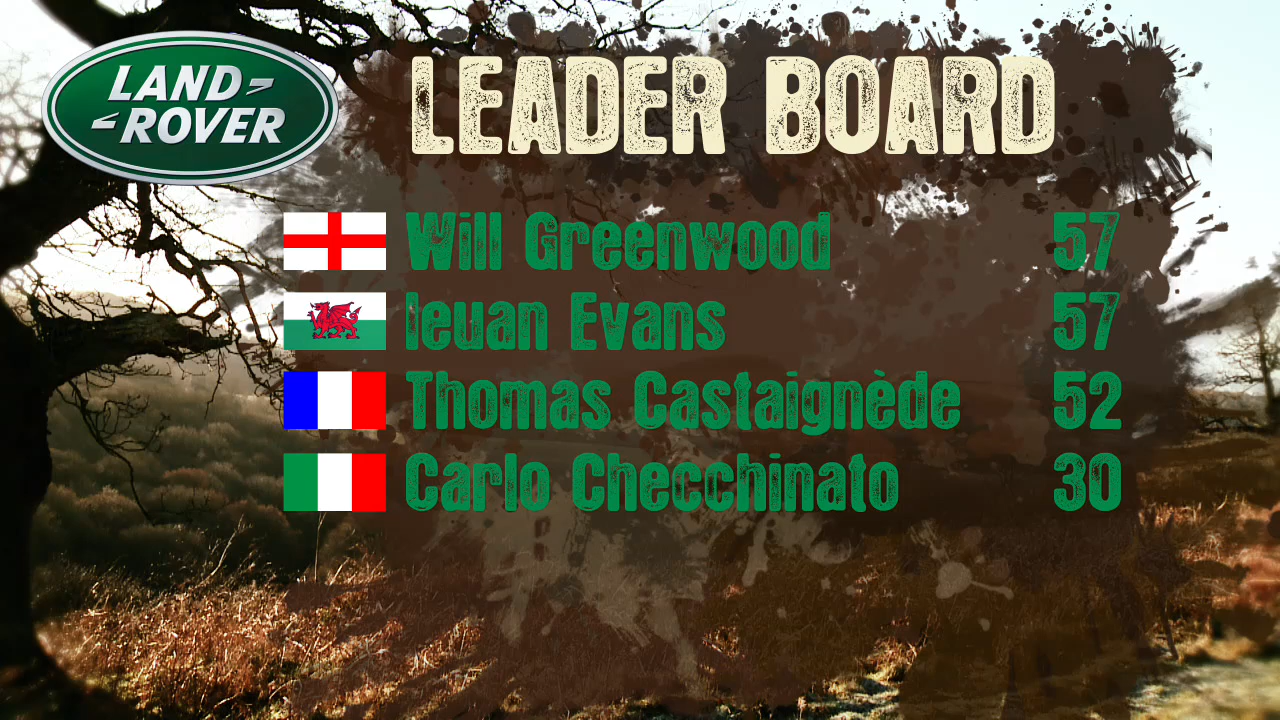 LAND-
-ROVER
LEADER BOARD
Will Greenwood 57
Ieuan Evans 57
Thomas Castaignède 52
Carlo Checchinato 30